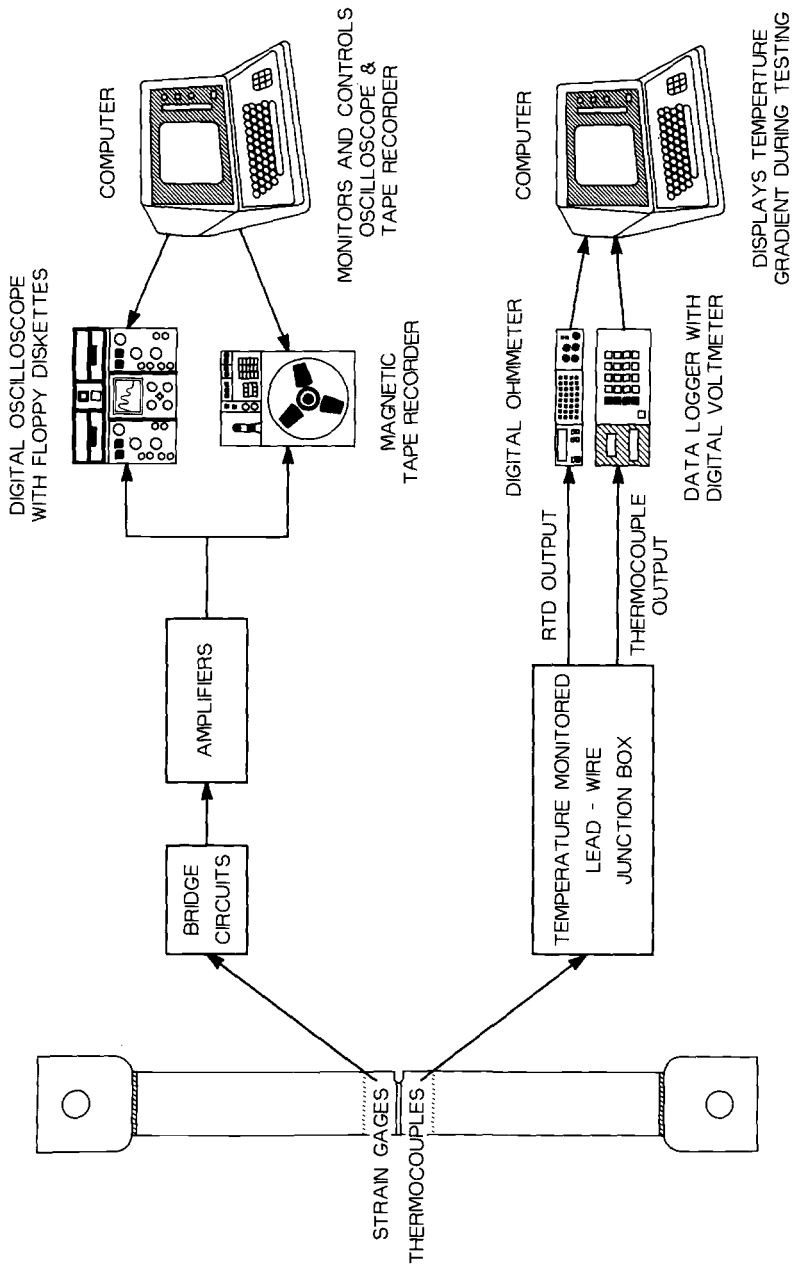 STRAIN GAGES
THERMOCOUPLES
BRIDGE
CIRCUITS
AMPLIFIERS
DIGITAL OSCILLOSCOPE
WITH FLOPPY DISKETTES
MAGNETIC
TAPE RECORDER
COMPUTER
MONITORS AND CONTROLS
OSCILLOSCOPE &
TAPE RECORDER
TEMPERATURE MONITORED
LEAD - WIRE
JUNCTION BOX
RTD OUTPUT
THERMOCOUPLE
OUTPUT
DIGITAL OHMMETER
DATA LOGGER WITH
DIGITAL VOLTMETER
COMPUTER
DISPLAYS TEMPERTURE
GRADIENT DURING TESTING